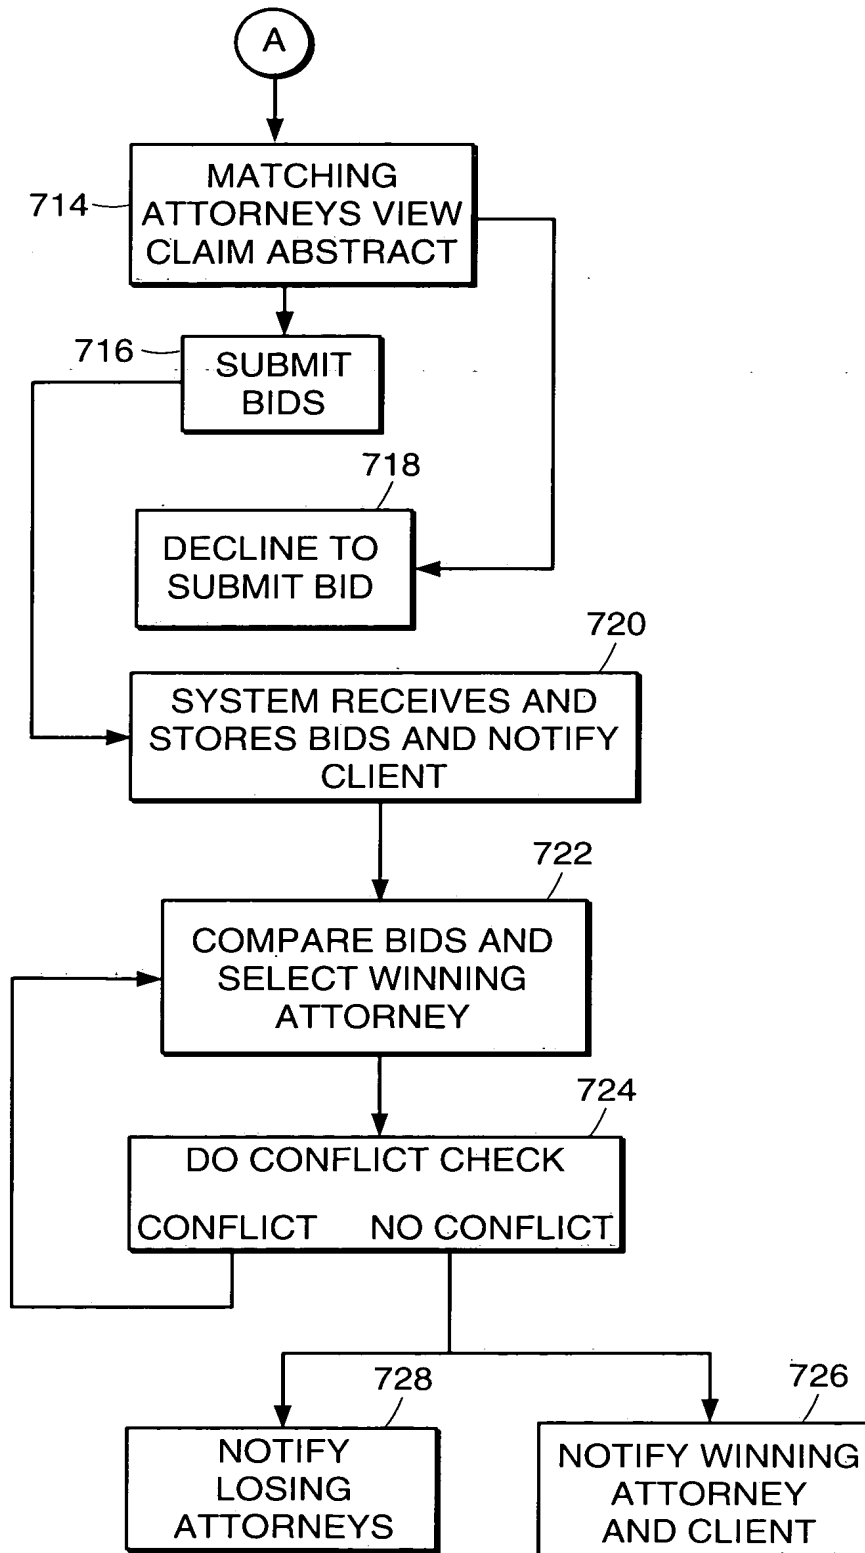 A
714
MATCHING
ATTORNEYS VIEW
CLAIM ABSTRACT
716
SUBMIT
BIDS
718
DECLINE TO
SUBMIT BID
720
SYSTEM RECEIVES AND
STORES BIDS AND NOTIFY
CLIENT
722
COMPARE BIDS AND
SELECT WINNING
ATTORNEY
724
DO CONFLICT CHECK
CONFLICT NO CONFLICT
728
NOTIFY
LOSING
ATTORNEYS
726
NOTIFY WINNING
ATTORNEY
AND CLIENT